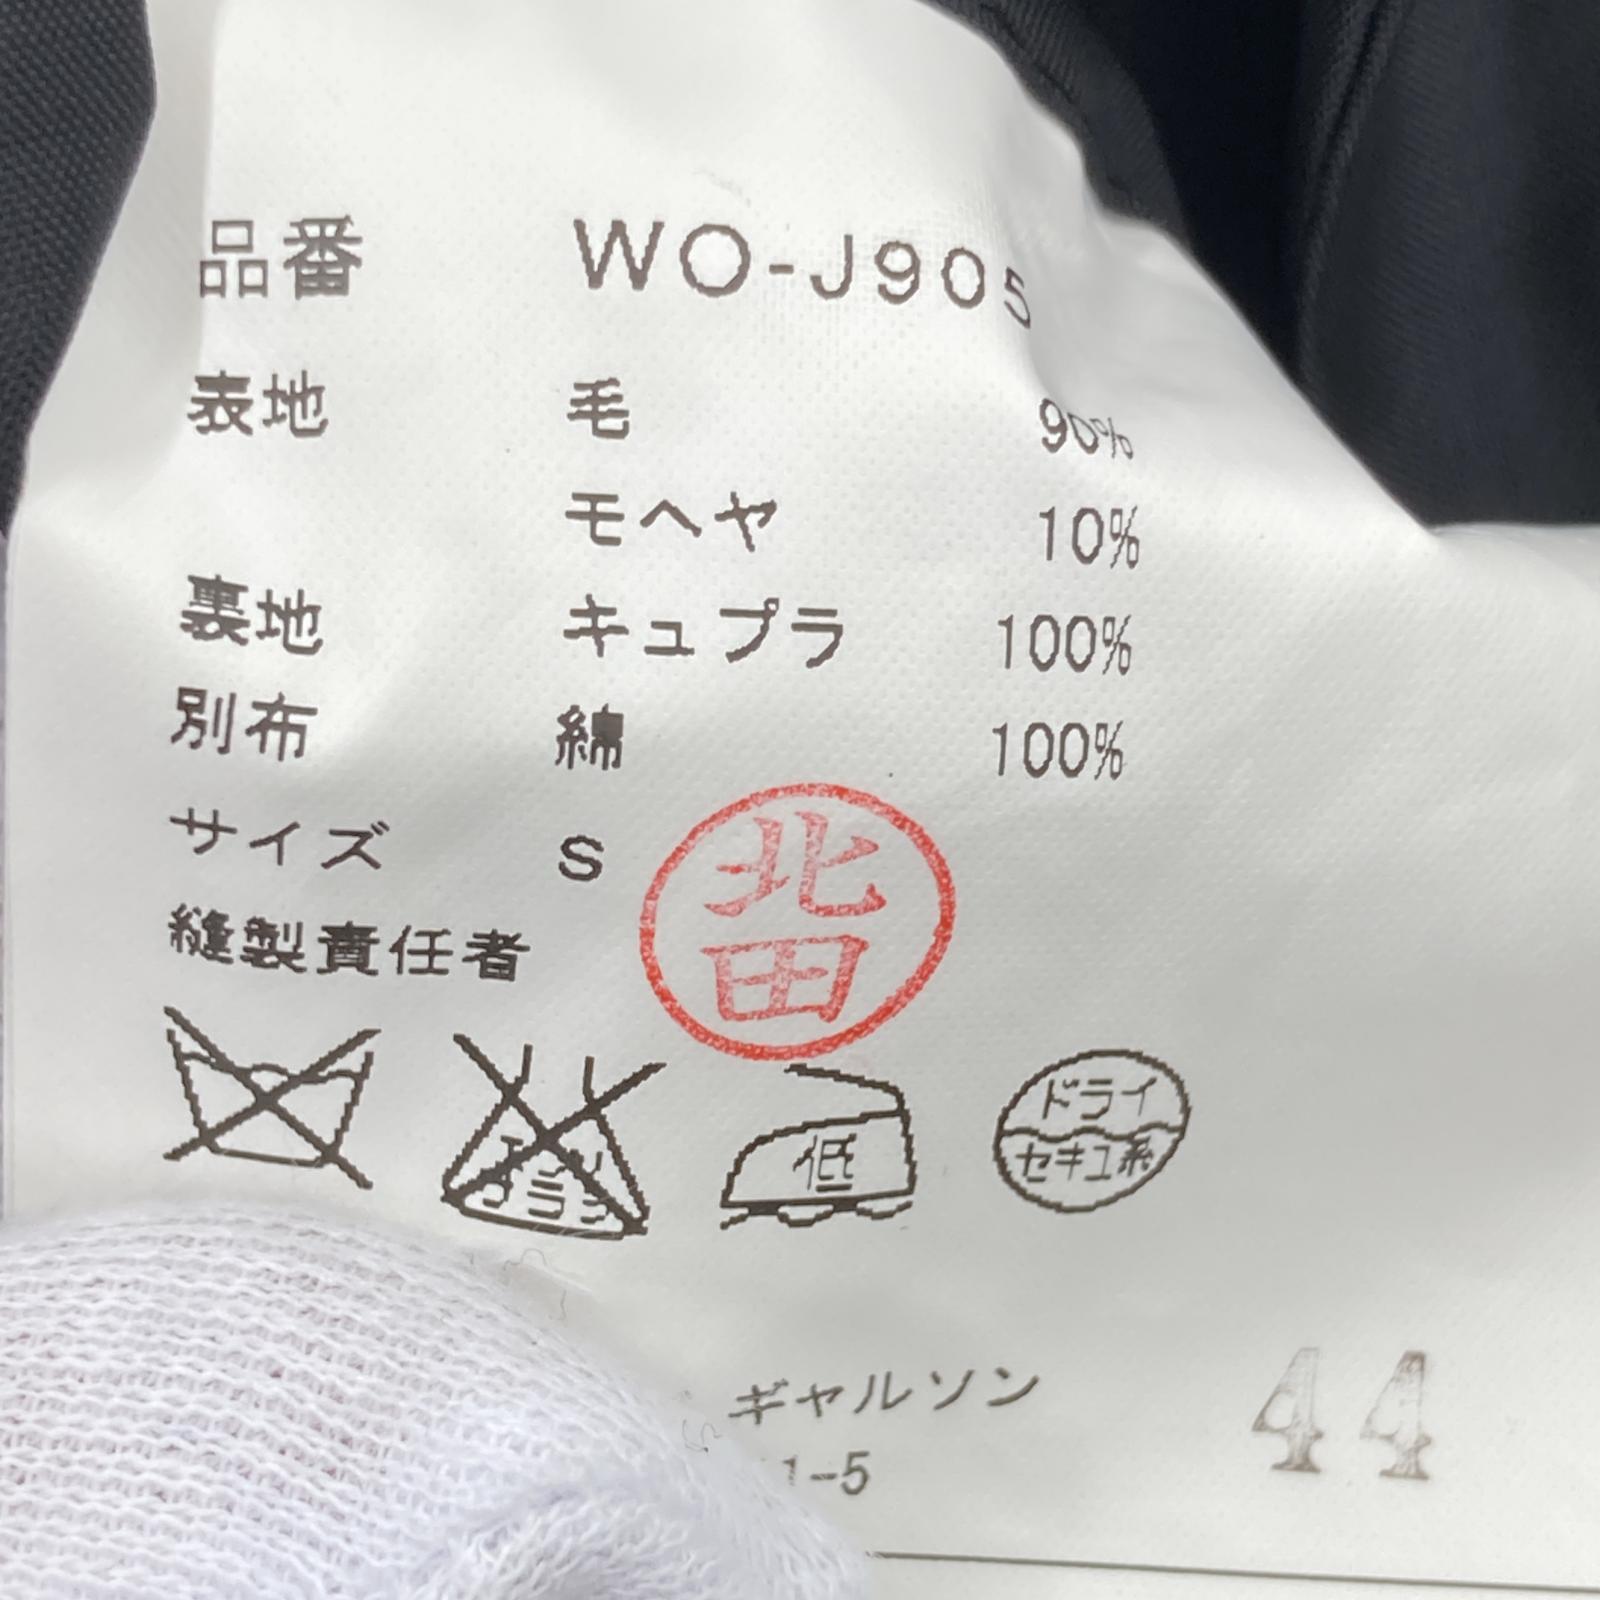 品番 WO-J905
表地 毛 90%
モヘヤ 10%
裏地 キュプラ 100%
別布 綿 100%
サイズ S
縫製責任者
北田
低
ドライ
セキユ系
ギャルソン
1-5
44